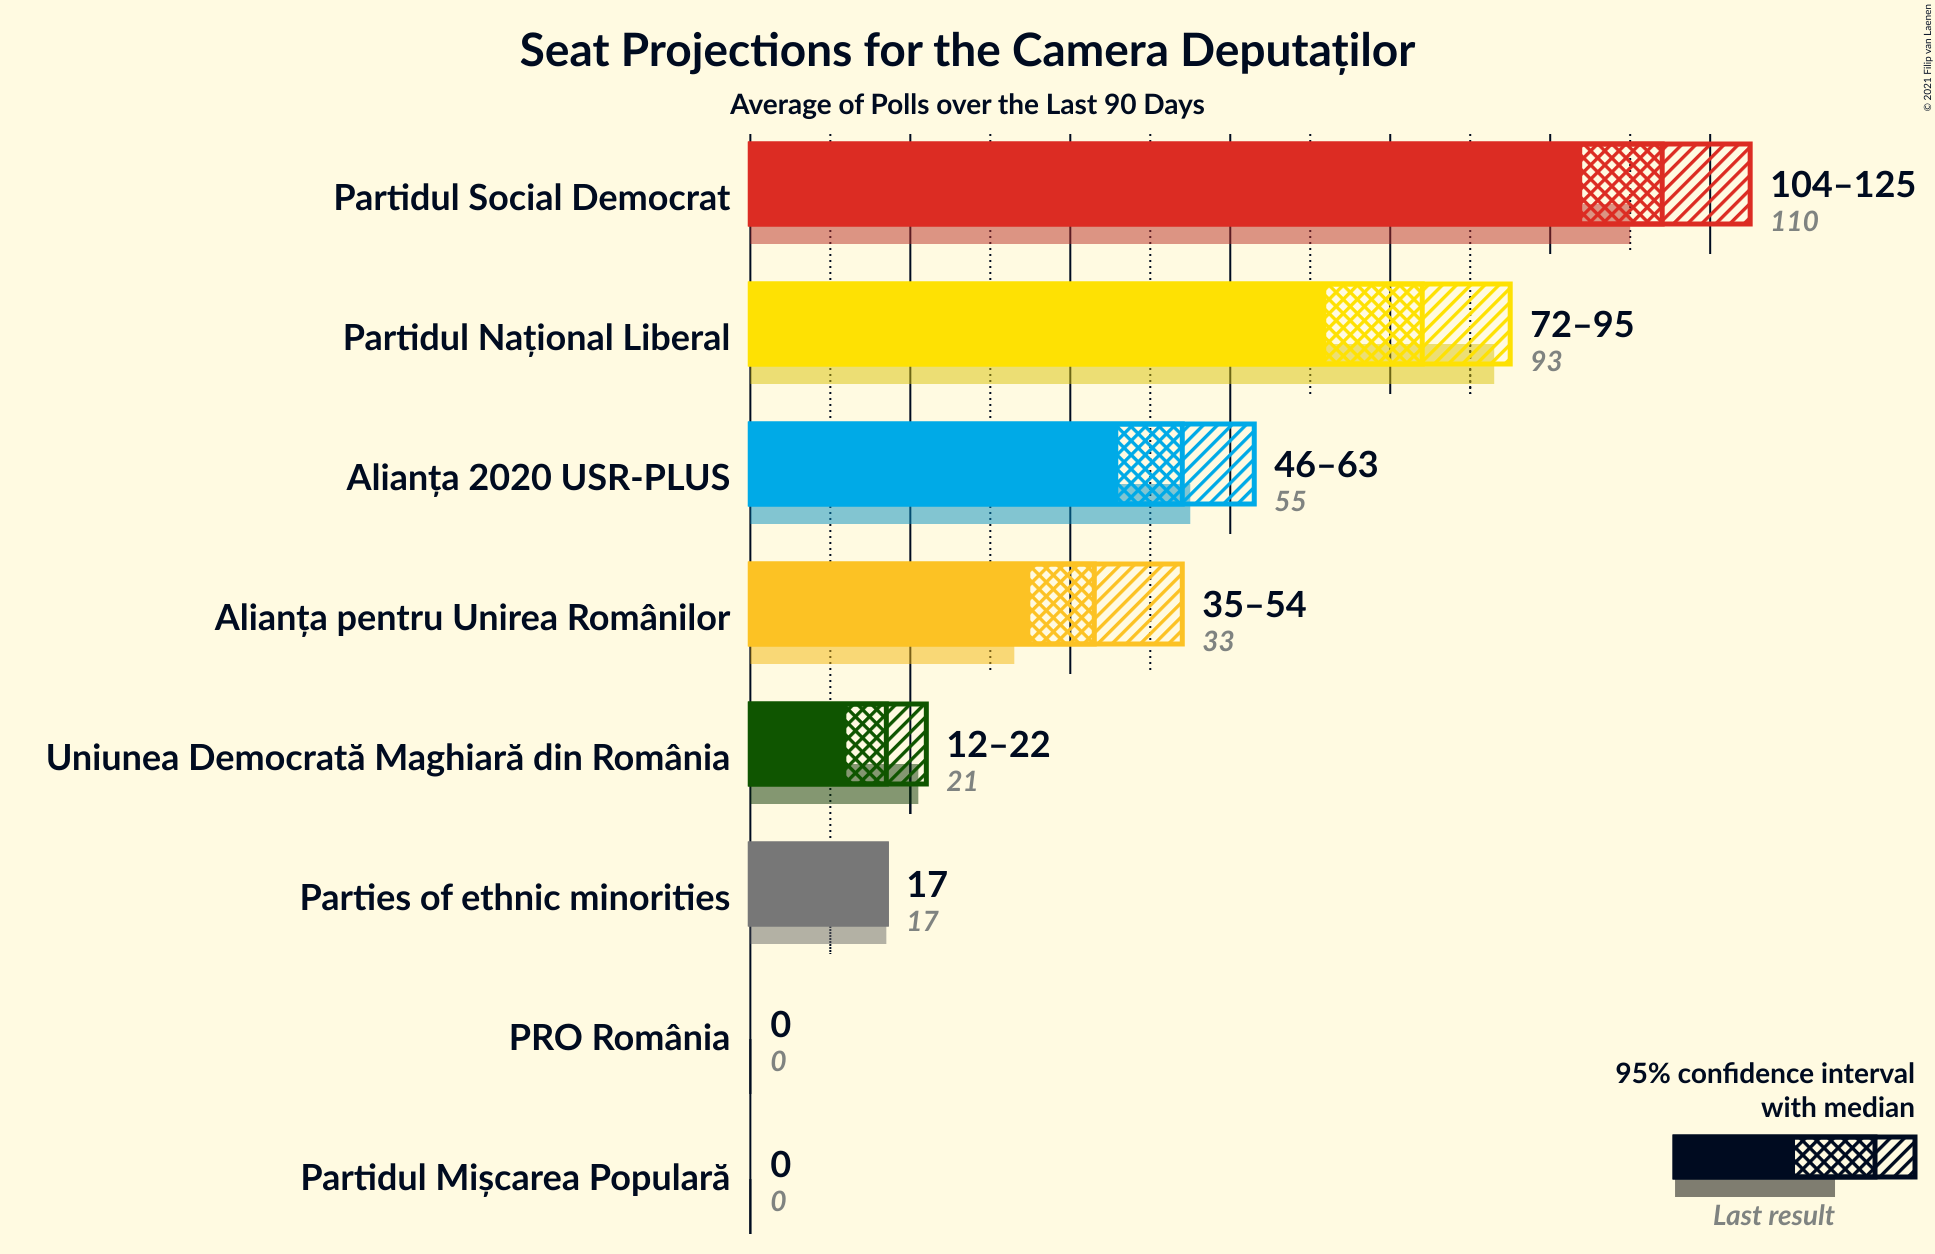 Seat Projections for the Camera Deputaților
Average of Polls over the Last 90 Days
© 2021 Filip van Laenen
Partidul Social Democrat
104–125
110
Partidul Național Liberal
72–95
93
Alianța 2020 USR-PLUS
46–63
55
Alianța pentru Unirea Românilor
35–54
33
Uniunea Democrată Maghiară din România
12–22
21
Parties of ethnic minorities
17
17
PRO România
0
0
Partidul Mișcarea Populară
0
0
95% confidence interval
with median
Last result